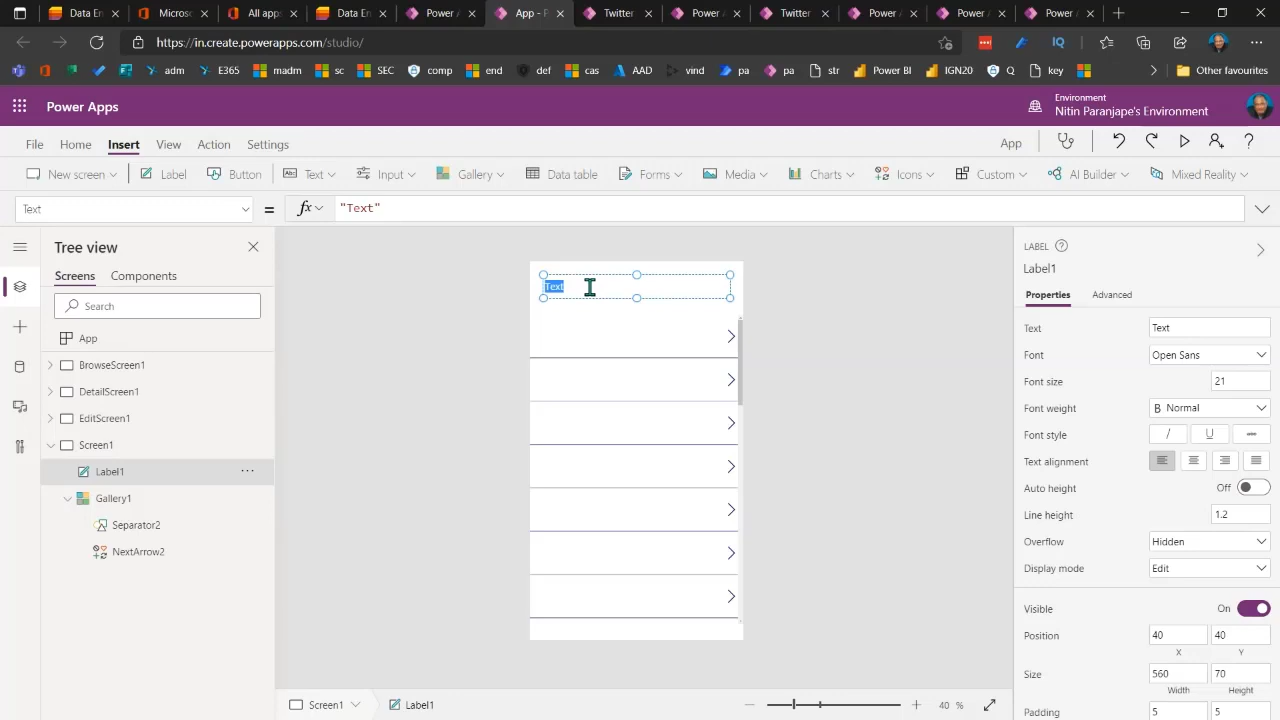 Data En
Microso
All apps
Data En
Power A
App - P
Twitter
Power A
Twitter
Power A
Power A
Power A
https://in.create.powerapps.com/studio/
IQ
adm
E365
madm
sc
SEC
comp
end
def
cas
AAD
vind
pa
pa
str
Power BI
IGN20
Q
key
Other favourites
Power Apps
Environment
Nitin Paranjape's Environment
File
Home
Insert
View
Action
Settings
App
New screen
Label
Button
Abc
Text
Input
Gallery
Data table
Forms
Media
Charts
Icons
Custom
AI Builder
Mixed Reality
Text
=
fx
"Text"
Tree view
Screens
Components
Search
App
BrowseScreen1
DetailScreen1
EditScreen1
Screen1
Label1
Gallery1
Separator2
NextArrow2
Text
LABEL
Label1
Properties
Advanced
Text
Text
Font
Open Sans
Font size
21
Font weight
B Normal
Font style
/ U abc
Text alignment
Auto height
Off
Line height
1.2
Overflow
Hidden
Display mode
Edit
Visible
On
Position
40
40
X
Y
Size
560
70
Width
Height
Padding
5
5
Screen1
Label1
40 %